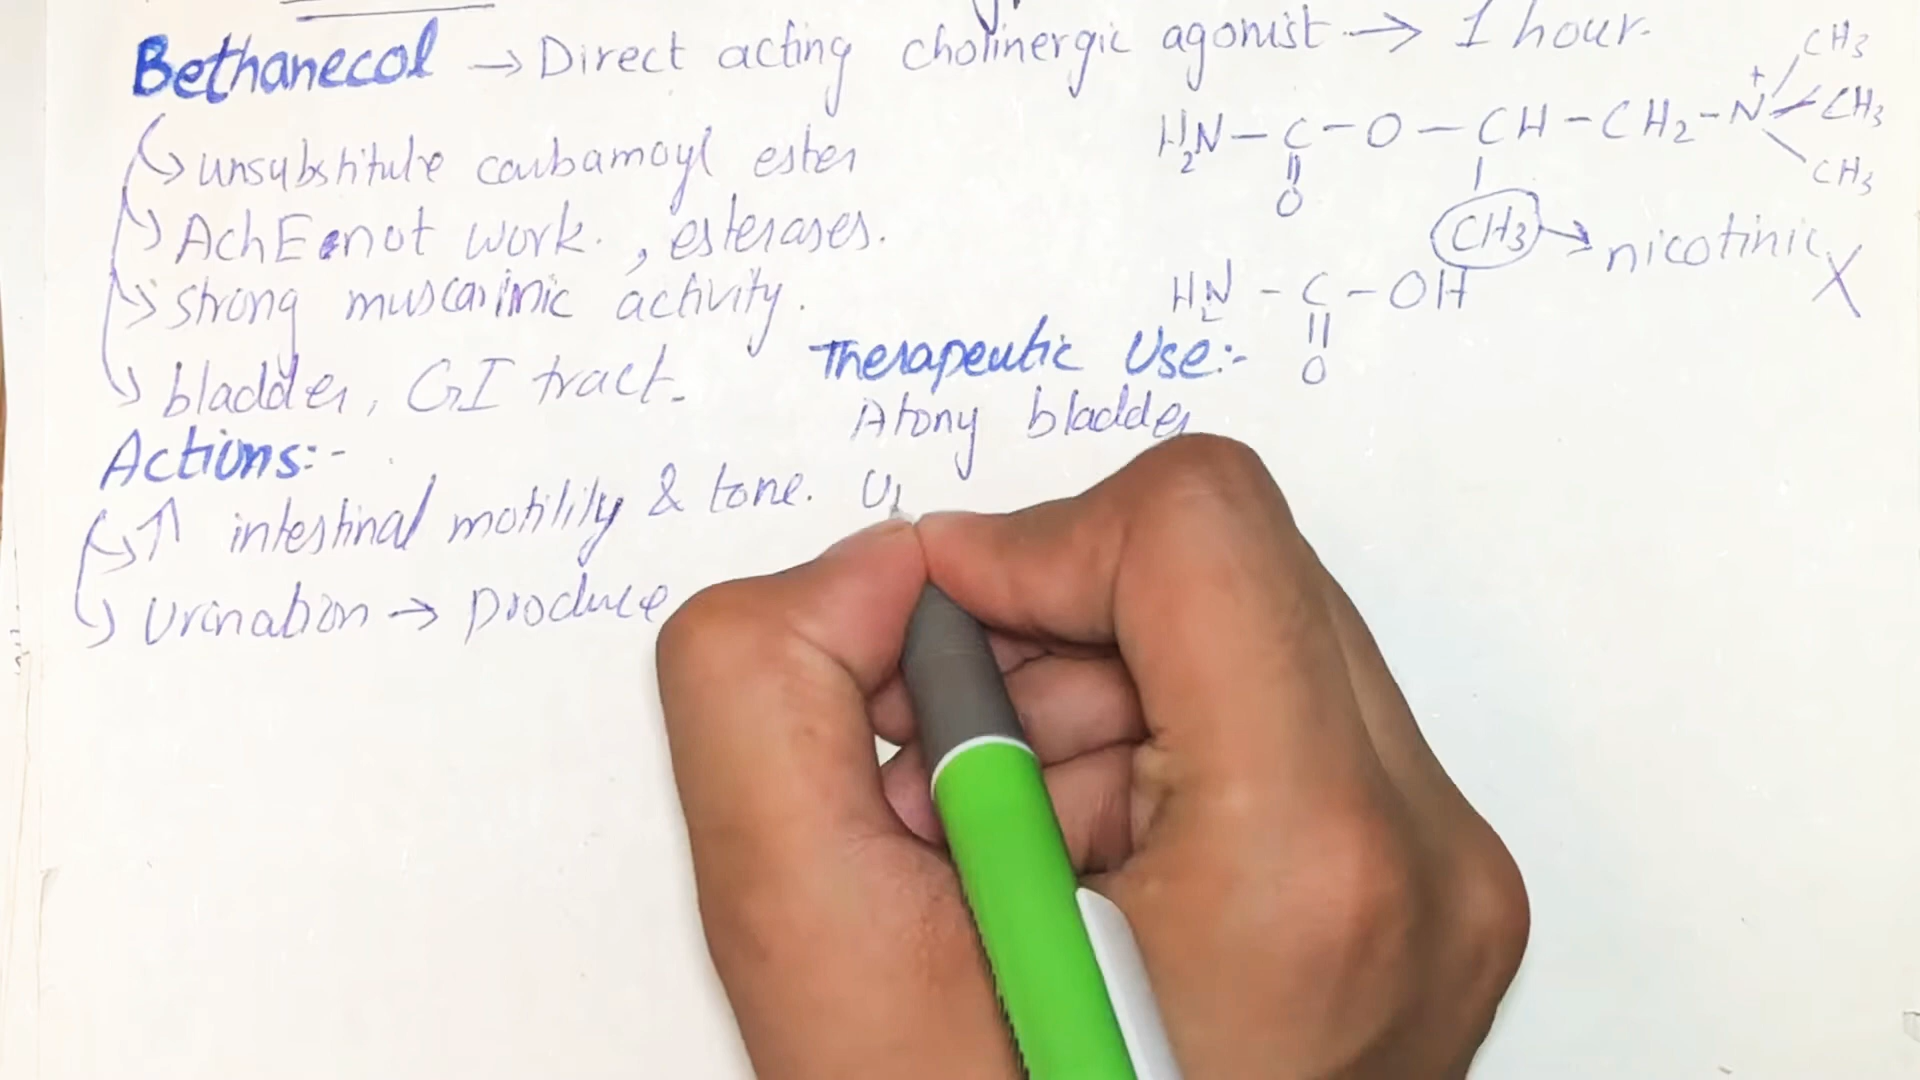 Bethanecol → Direct acting cholinergic agonist → 1 hour.
unsubstitute carbamoyl ester
AchE not work. , esterases.
strong muscarinic activity.
bladder, GI tract.
H2N – C – O – CH – CH2 – N+
CH3
CH3
CH3
O
CH3 → nicotinic X
H2N – C – OH
O
Therapeutic Use:-
Atony bladder
Actions:-
↑ intestinal motility & tone.
Urination → Produce